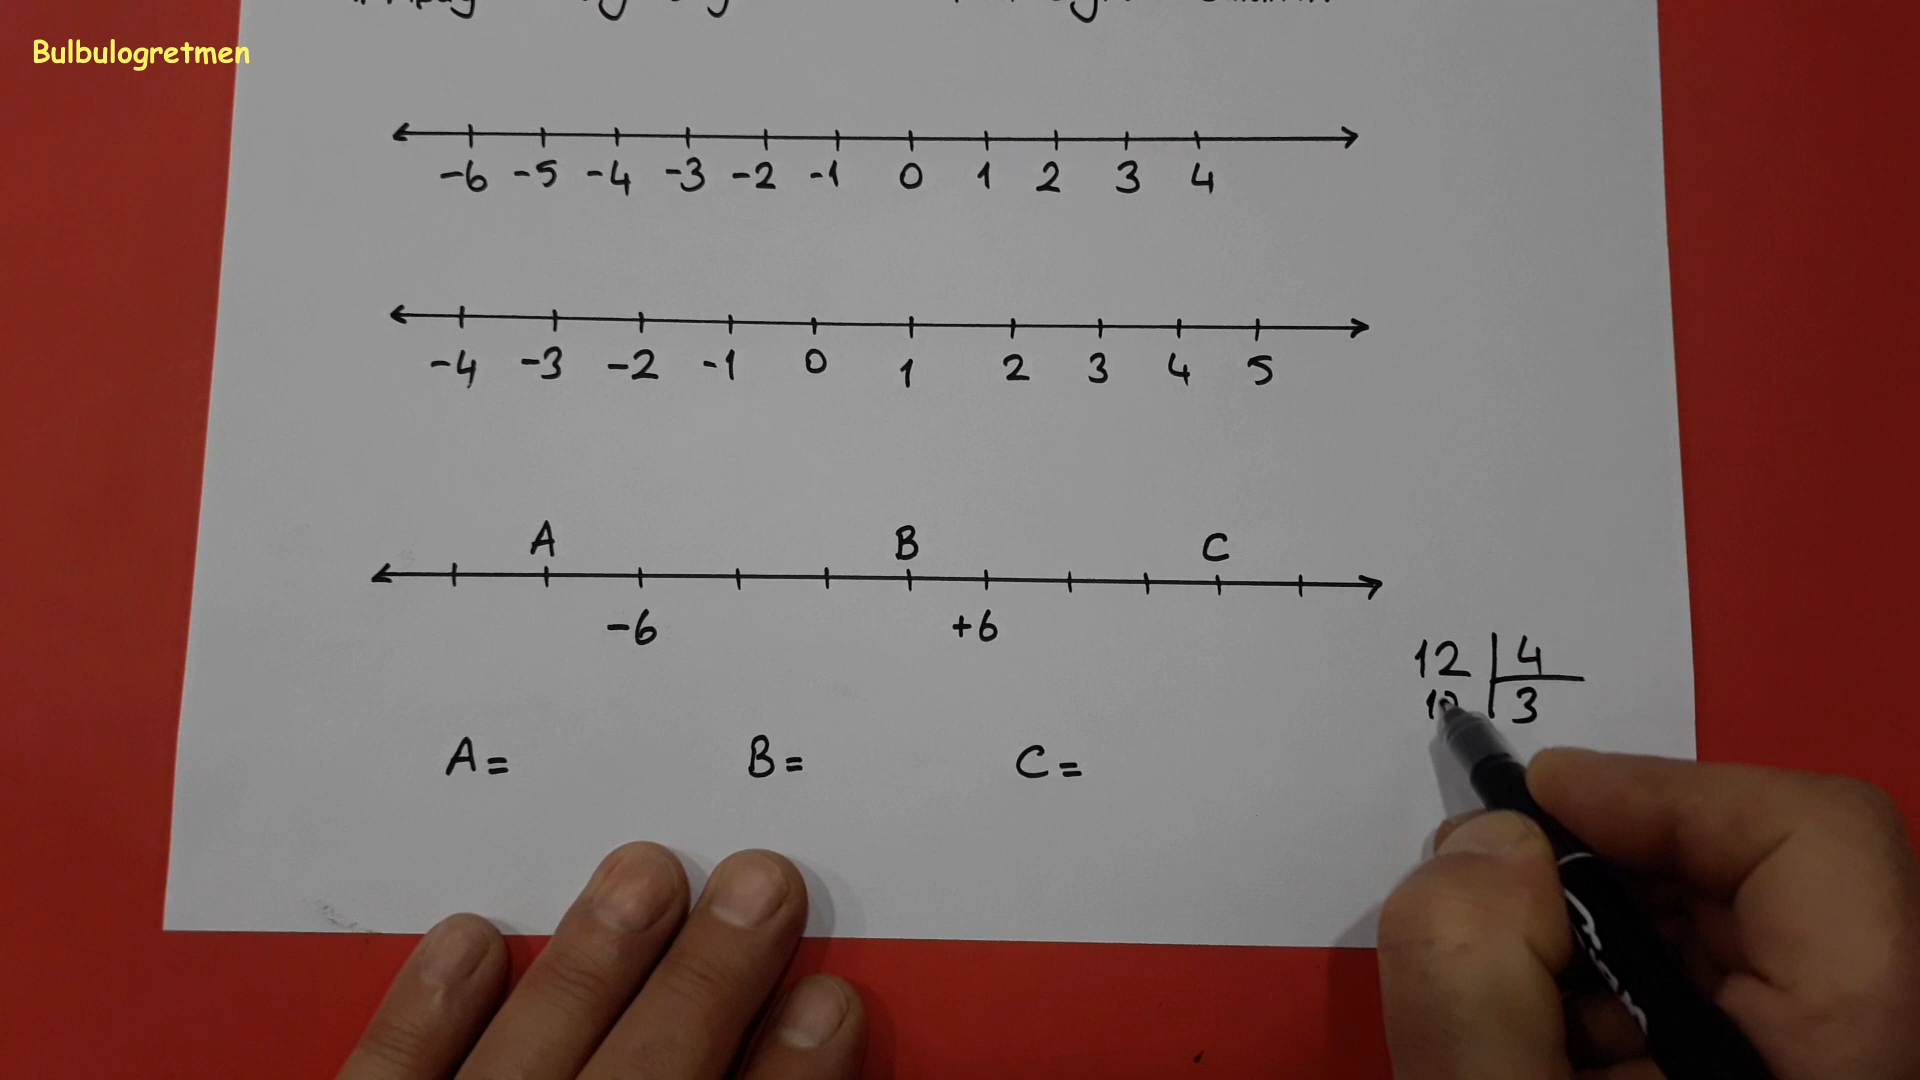 Bulbulogretmen
-6 -5 -4 -3 -2 -1 0 1 2 3 4
-4 -3 -2 -1 0 1 2 3 4 5
A B C
-6 +6
12 4
3
A= B= C=